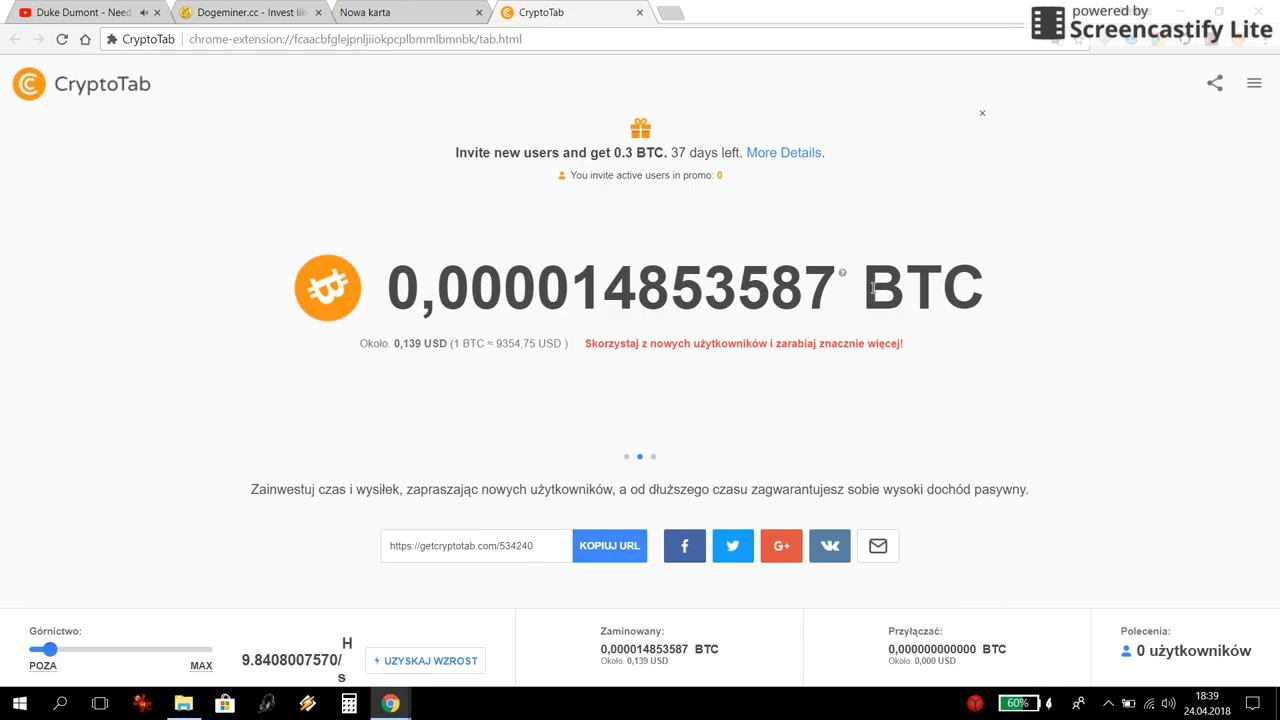 powered by
Screencastify Lite
Duke Dumont - Need
Dogeminer.cc - Invest lik
Nowa karta
CryptoTab
CryptoTab
CryptoTab
Invite new users and get 0.3 BTC. 37 days left. More Details.
You invite active users in promo: 0
0,000014853587 BTC
Około. 0,139 USD (1 BTC ≈ 9354,75 USD )
Skorzystaj z nowych użytkowników i zarabiaj znacznie więcej!
Zainwestuj czas i wysiłek, zapraszając nowych użytkowników, a od dłuższego czasu zagwarantujesz sobie wysoki dochód pasywny.
https://getcryptotab.com/534240
KOPIUJ URL
Górnictwo:
POZA
MAX
9.8408007570/
H
s
UZYSKAJ WZROST
Zaminowany:
0,000014853587 BTC
Około. 0,139 USD
Przyłączać:
0,000000000000 BTC
Około. 0,000 USD
Polecenia:
0 użytkowników
60%
18:39
24.04.2018